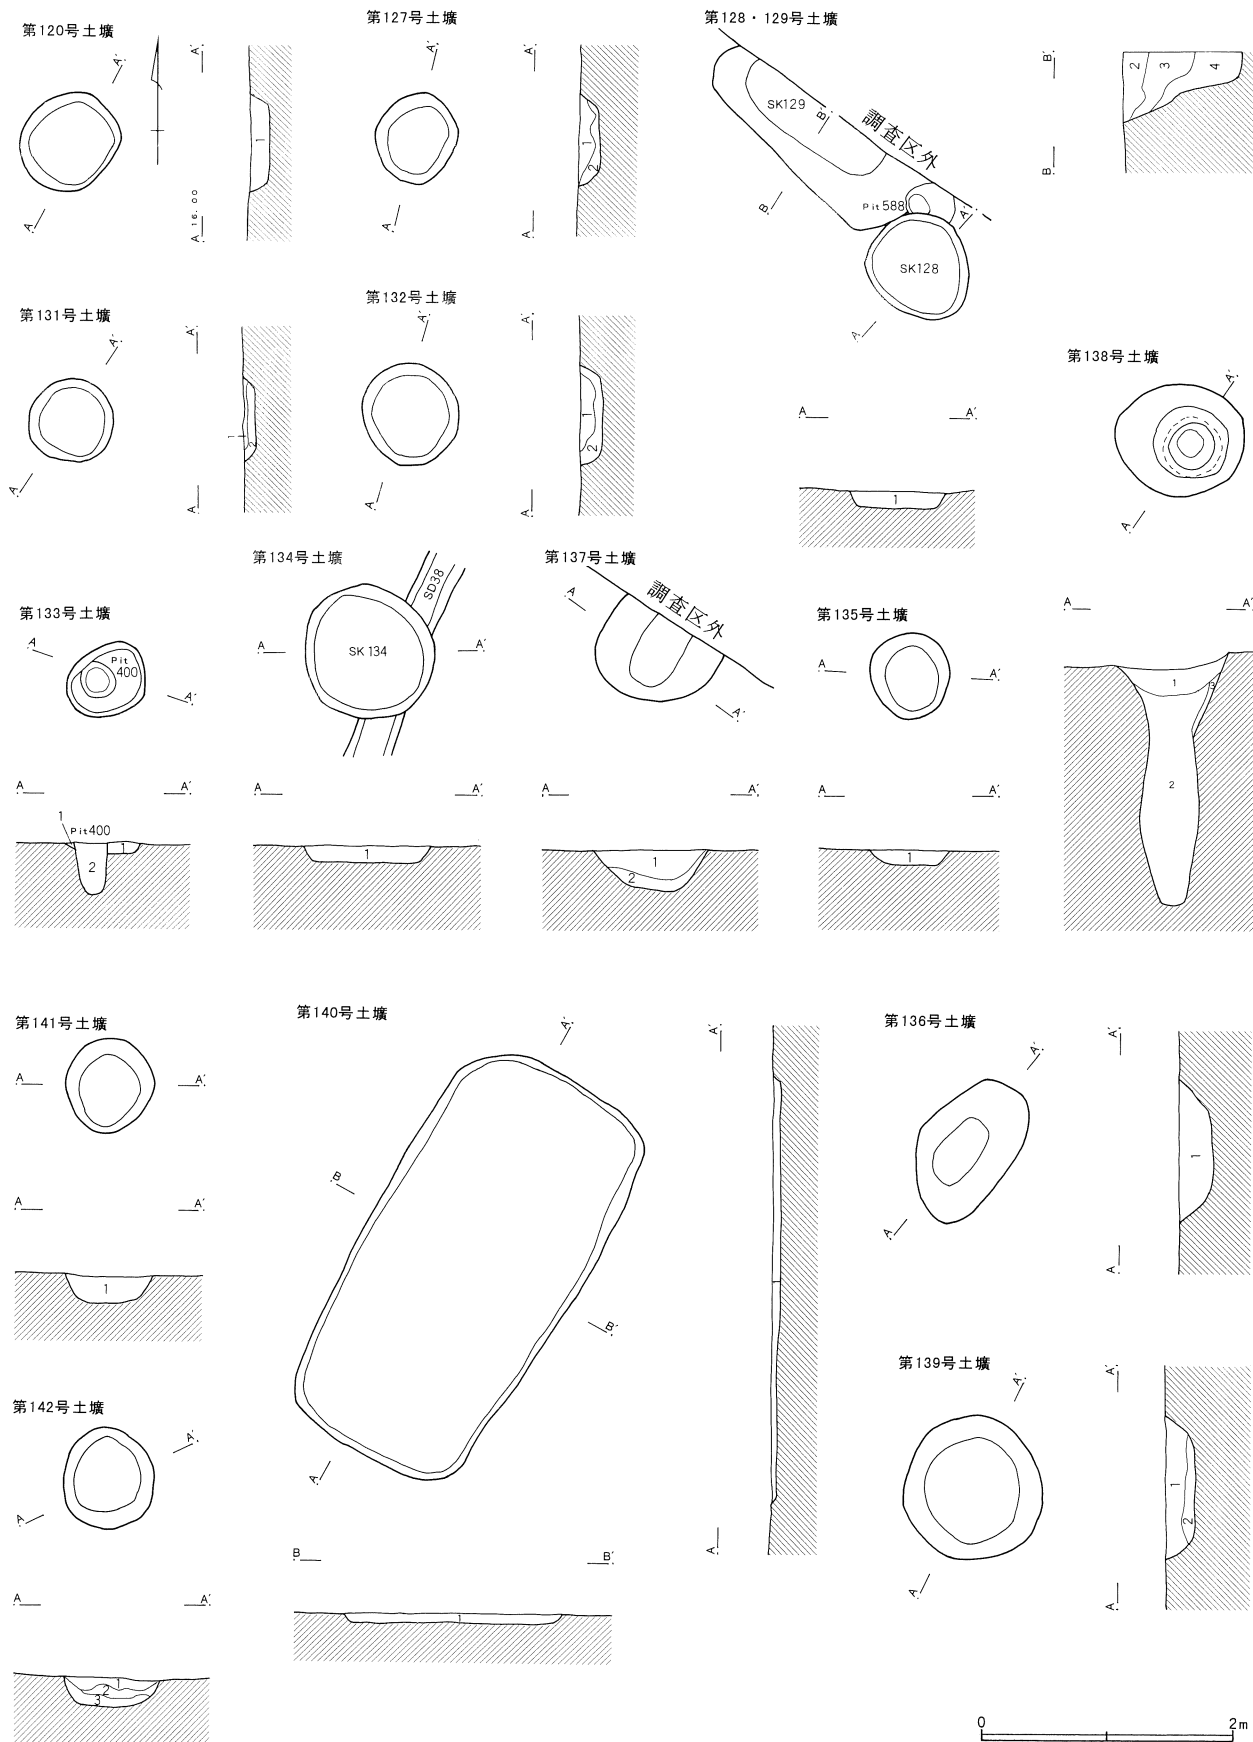 第120号土壙
A A'
A 16.00 A'
1
第127号土壙
A A'
A A'
1
2
第128・129号土壙
SK129
B B'
調査区外
Pit588
SK128
A A'
B B'
2 3 4
A A'
1
第131号土壙
A A'
A A'
1
2
第132号土壙
A A'
A A'
1
2
第138号土壙
A A'
A A'
1
3
2
第133号土壙
A A'
Pit
400
A A'
1
Pit400
1
2
第134号土壙
SD38
A A'
SK134
A A'
1
第137号土壙
調査区外
A A'
A A'
1
2
第135号土壙
A A'
A A'
1
第141号土壙
A A'
A A'
1
第140号土壙
A A'
B B'
A A'
B B'
1
第136号土壙
A A'
A A'
1
第139号土壙
A A'
A A'
1
2
第142号土壙
A A'
A A'
1
2
3
0 2m